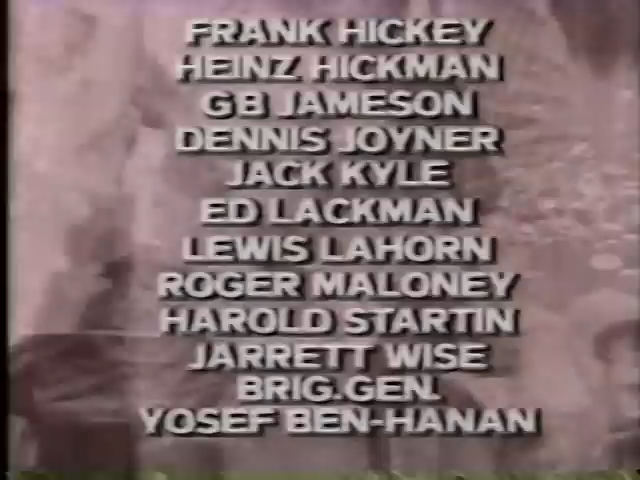 FRANK HICKEY
HEINZ HICKMAN
GB JAMESON
DENNIS JOYNER
JACK KYLE
ED LACKMAN
LEWIS LAHORN
ROGER MALONEY
HAROLD STARTIN
JARRETT WISE
BRIG.GEN.
YOSEF BEN-HANAN